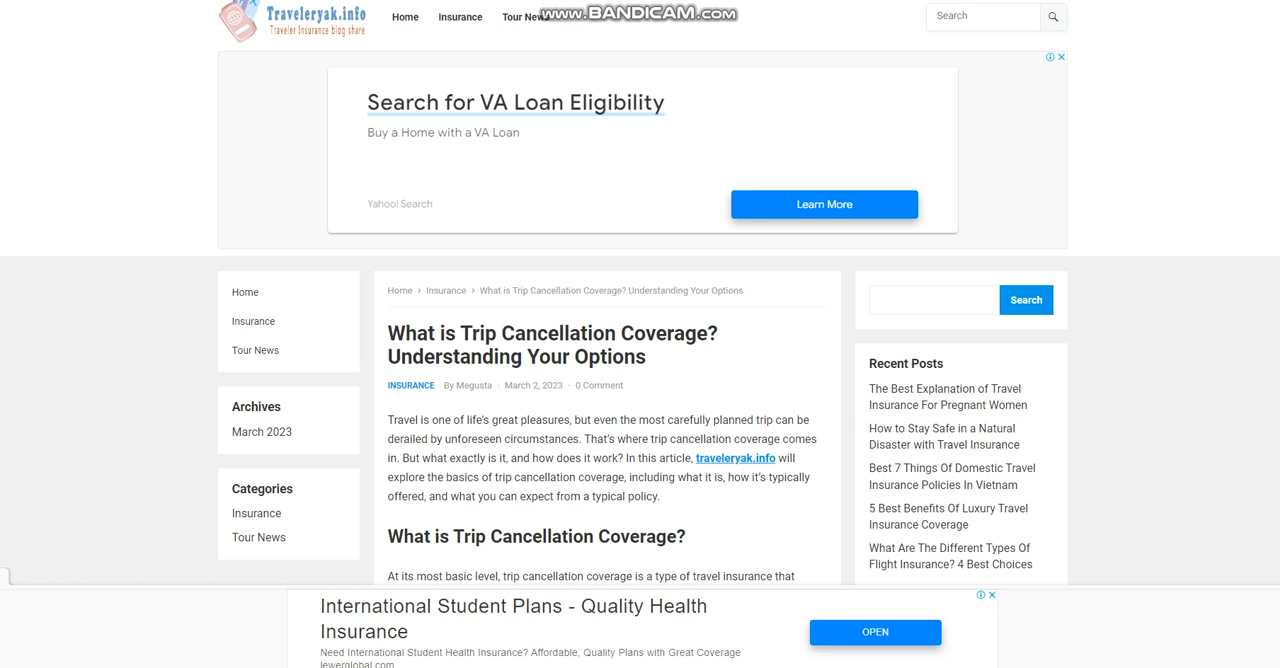 Traveleryak.info
Traveler Insurance blog share
Home
Insurance
Tour News
www.BANDICAM.com
Search
Search for VA Loan Eligibility
Buy a Home with a VA Loan
Yahoo! Search
Learn More
Home
Insurance
Tour News
Archives
March 2023
Categories
Insurance
Tour News
Home > Insurance > What is Trip Cancellation Coverage? Understanding Your Options
What is Trip Cancellation Coverage?
Understanding Your Options
INSURANCE By Megusta · March 2, 2023 · 0 Comment
Travel is one of life's great pleasures, but even the most carefully planned trip can be
derailed by unforeseen circumstances. That's where trip cancellation coverage comes
in. But what exactly is it, and how does it work? In this article, traveleryak.info will
explore the basics of trip cancellation coverage, including what it is, how it's typically
offered, and what you can expect from a typical policy.
What is Trip Cancellation Coverage?
At its most basic level, trip cancellation coverage is a type of travel insurance that
Search
Recent Posts
The Best Explanation of Travel
Insurance For Pregnant Women
How to Stay Safe in a Natural
Disaster with Travel Insurance
Best 7 Things Of Domestic Travel
Insurance Policies In Vietnam
5 Best Benefits Of Luxury Travel
Insurance Coverage
What Are The Different Types Of
Flight Insurance? 4 Best Choices
International Student Plans - Quality Health
Insurance
Need International Student Health Insurance? Affordable, Quality Plans with Great Coverage
lewerglobal.com
OPEN